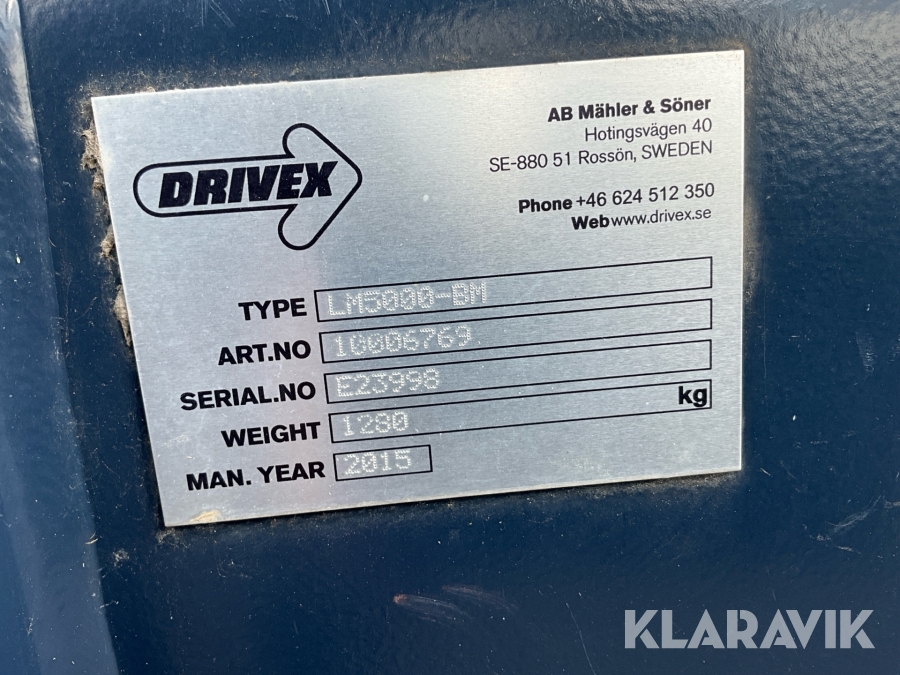 DRIVEX
AB Mähler & Söner
Hotingsvägen 40
SE-880 51 Rossön, SWEDEN
Phone +46 624 512 350
Web www.drivex.se
TYPE LM5000-BM
ART.NO 10006769
SERIAL.NO E23998
WEIGHT 1280 kg
MAN. YEAR 2015
KLARAVIK